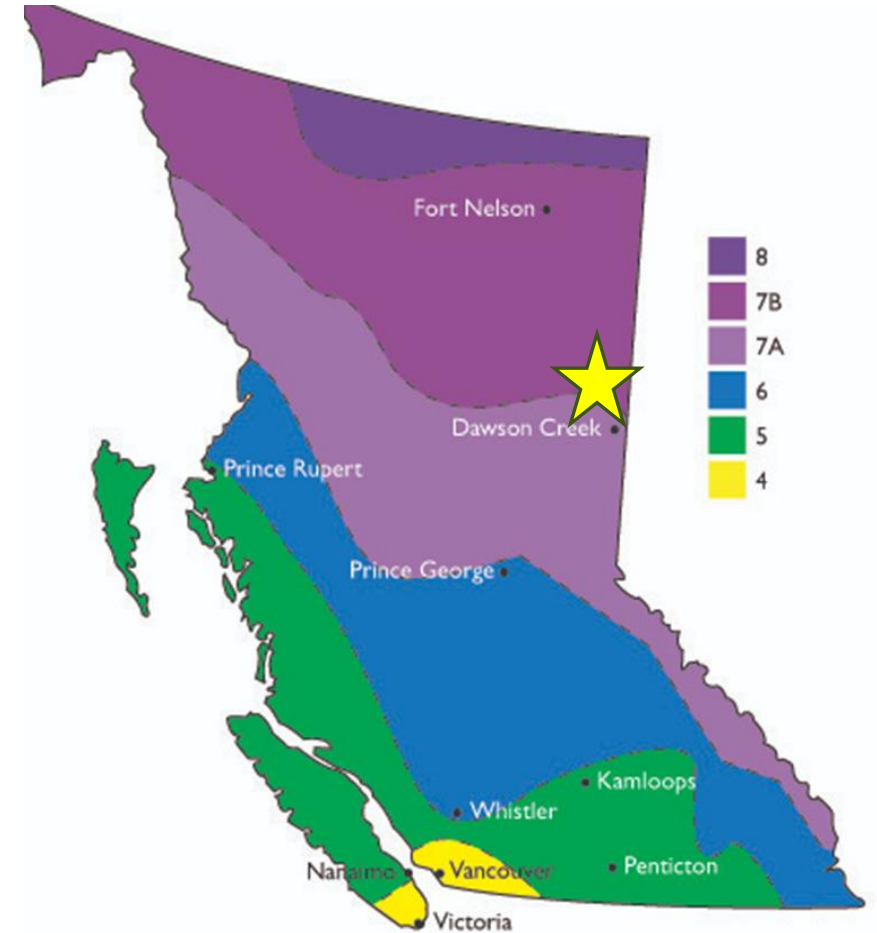 Fort Nelson
8
7B
7A
6
5
4
Dawson Creek
Prince Rupert
Prince George
Kamloops
Whistler
Penticton
Nanaimo
Vancouver
Victoria